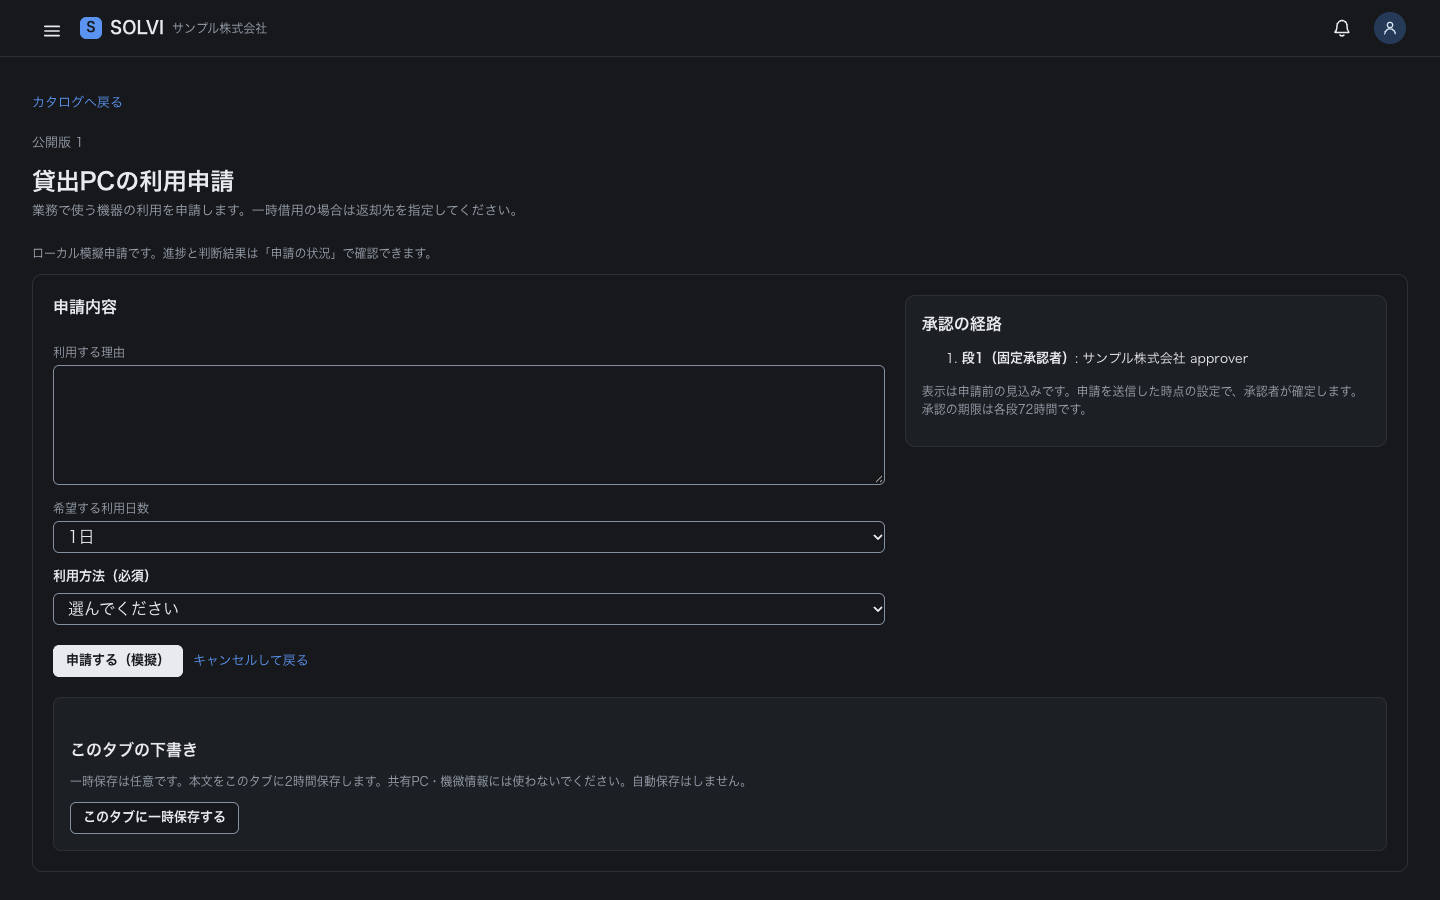 S SOLVI サンプル株式会社
カタログへ戻る
公開版 1
貸出PCの利用申請
業務で使う機器の利用を申請します。一時借用の場合は返却先を指定してください。
ローカル模擬申請です。進捗と判断結果は「申請の状況」で確認できます。
申請内容
利用する理由
希望する利用日数
1日
利用方法（必須）
選んでください
申請する（模擬） キャンセルして戻る
承認の経路
1. 段1（固定承認者）: サンプル株式会社 approver
表示は申請前の見込みです。申請を送信した時点の設定で、承認者が確定します。
承認の期限は各段72時間です。
このタブの下書き
一時保存は任意です。本文をこのタブに2時間保存します。共有PC・機微情報には使わないでください。自動保存はしません。
このタブに一時保存する